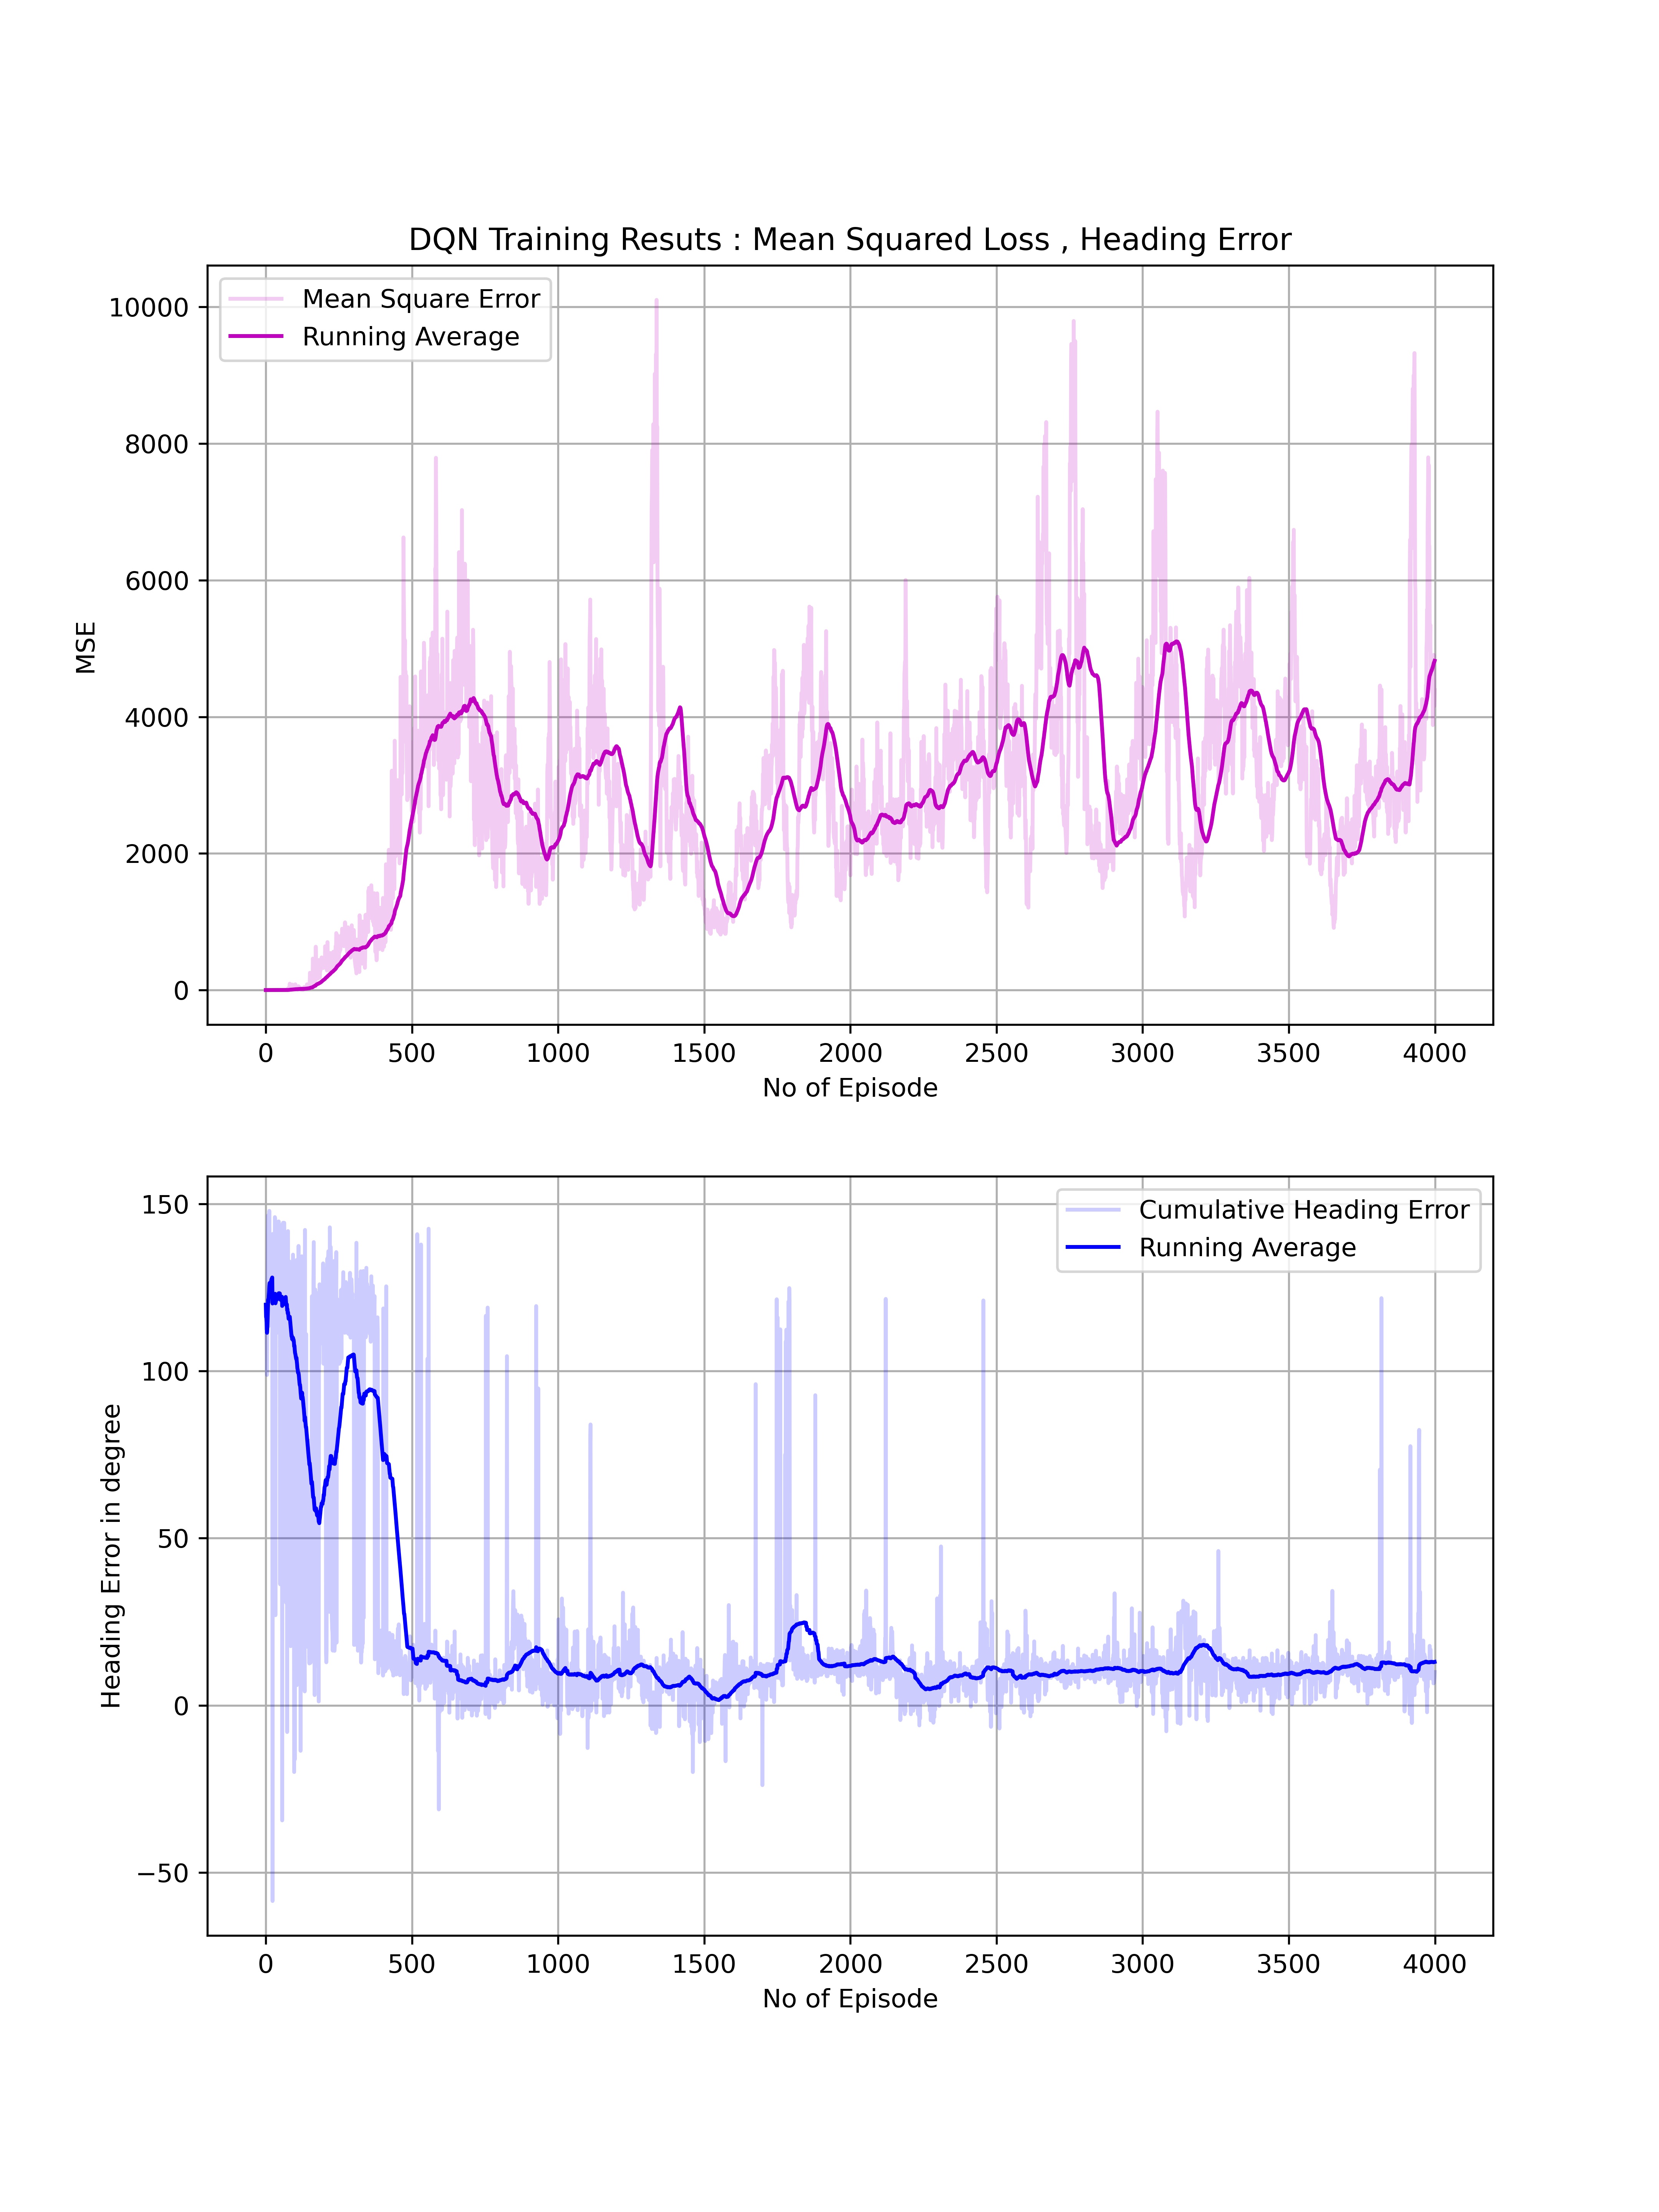 DQN Training Resuts : Mean Squared Loss , Heading Error
Mean Square Error
Running Average
10000
8000
6000
4000
2000
0
MSE
0 500 1000 1500 2000 2500 3000 3500 4000
No of Episode
Cumulative Heading Error
Running Average
150
100
50
0
−50
Heading Error in degree
0 500 1000 1500 2000 2500 3000 3500 4000
No of Episode